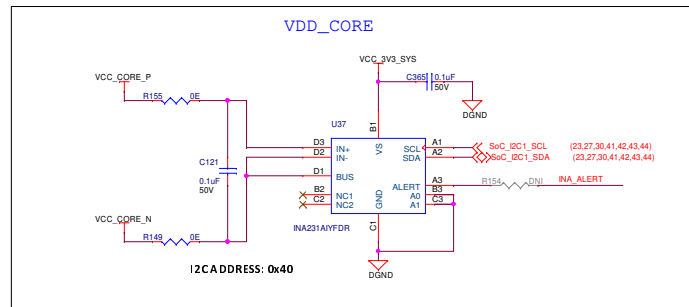 VDD_CORE
VCC_3V3_SYS
VCC_CORE_P
C365 0.1uF
50V
R155 0E
DGND
U37
B1
D3 IN+ VS SCL A1 SoC_I2C1_SCL (23,27,30,41,42,43,44)
D2 IN- SDA A2 SoC_I2C1_SDA (23,27,30,41,42,43,44)
C121
0.1uF
50V
D1 BUS
ALERT A3 R154 DNI INA_ALERT
B2 NC1 A0 B3
C2 NC2 GND A1 C3
VCC_CORE_N
C1
INA231AIYFDR
R149 0E
DGND
I2C ADDRESS: 0x40